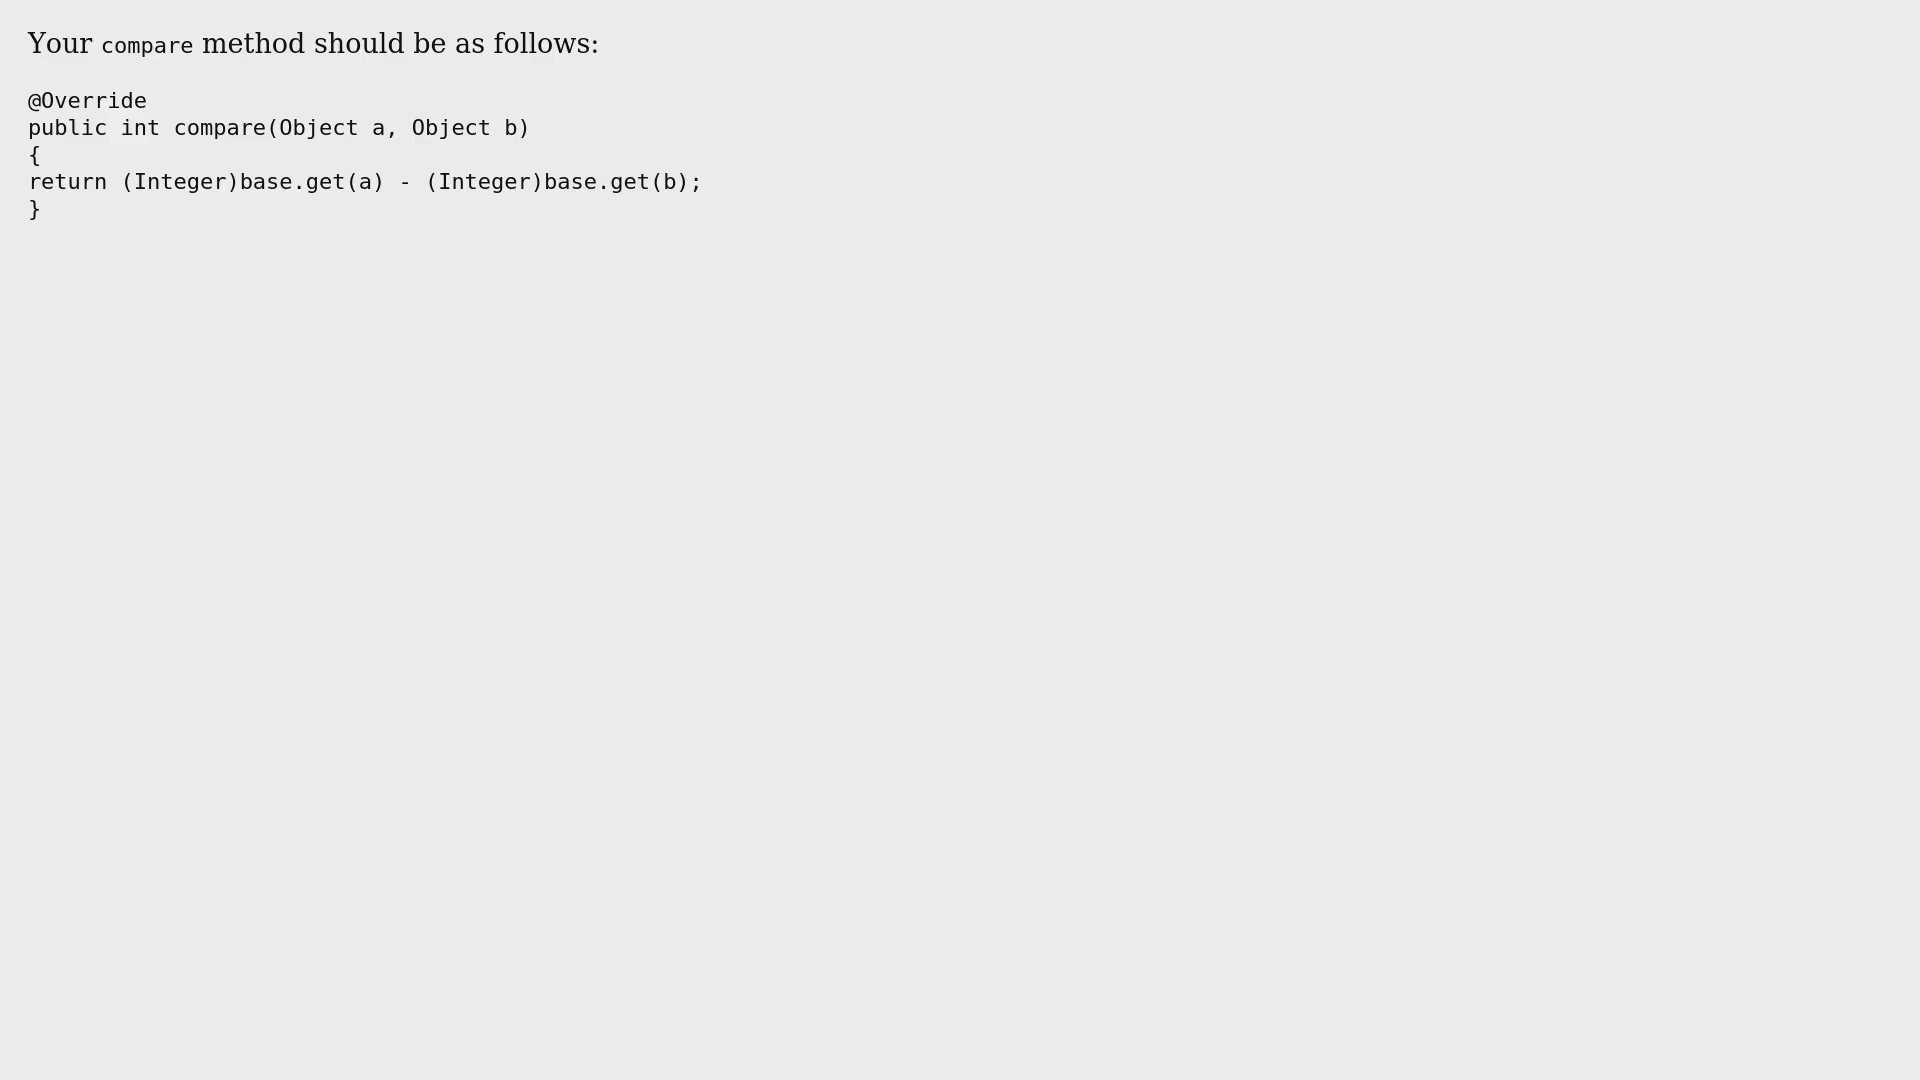 Your compare method should be as follows:
@Override
public int compare(Object a, Object b)
{
return (Integer)base.get(a) - (Integer)base.get(b);
}